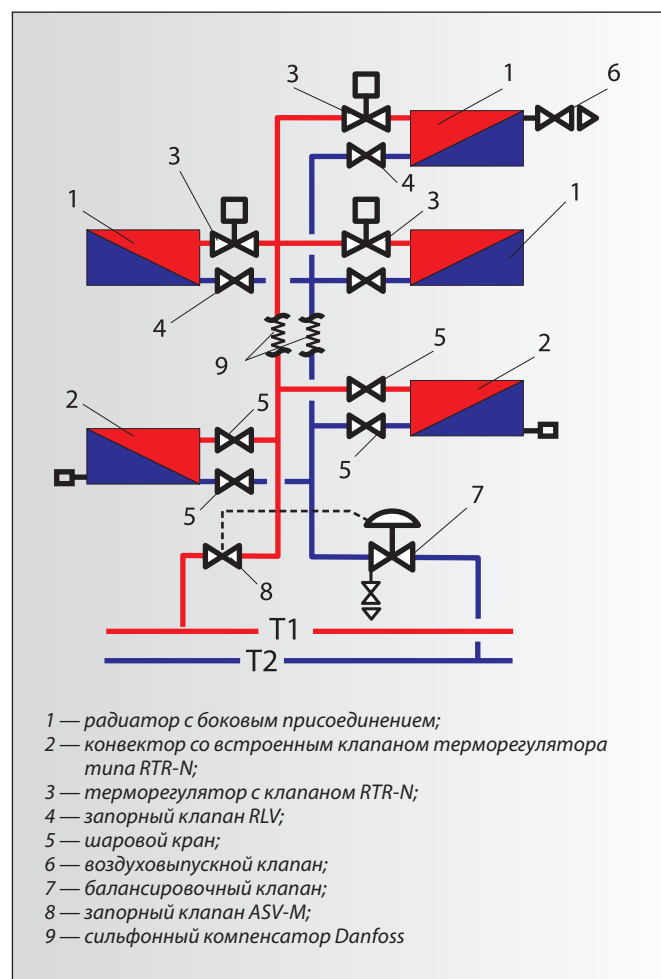 3
1
6
3
4
1
3
1
4
9
5
2
2
5
5
5
7
8
T1
T2
1 — радиатор с боковым присоединением;
2 — конвектор со встроенным клапаном терморегулятора
типа RTR-N;
3 — терморегулятор с клапаном RTR-N;
4 — запорный клапан RLV;
5 — шаровой кран;
6 — воздуховыпускной клапан;
7 — балансировочный клапан;
8 — запорный клапан ASV-M;
9 — сильфонный компенсатор Danfoss